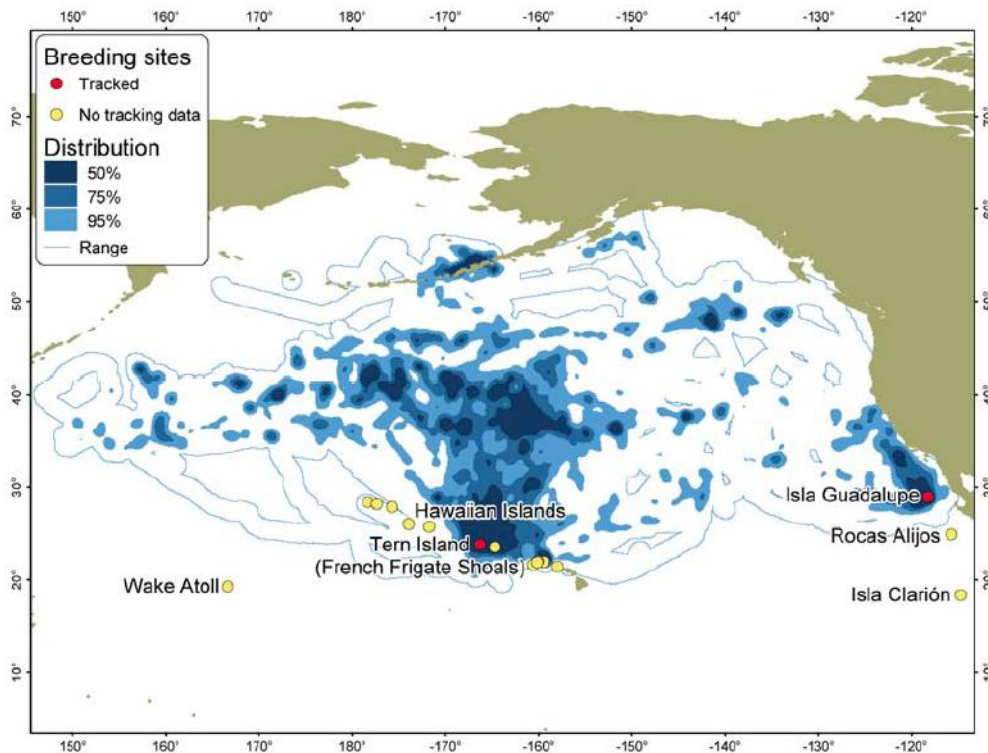 150° 160° 170° 180° -170° -160° -150° -140° -130° -120°
Breeding sites
Tracked
No tracking data
Distribution
50%
75%
95%
Range
70° 70°
60° 60°
50° 50°
40° 40°
30° 30°
Isla Guadalupe
Hawaiian Islands
Tern Island
Rocas Alijos
(French Frigate Shoals)
20° 20°
Wake Atoll
Isla Clarión
10° 10°
150° 160° 170° 180° -170° -160° -150° -140° -130° -120°